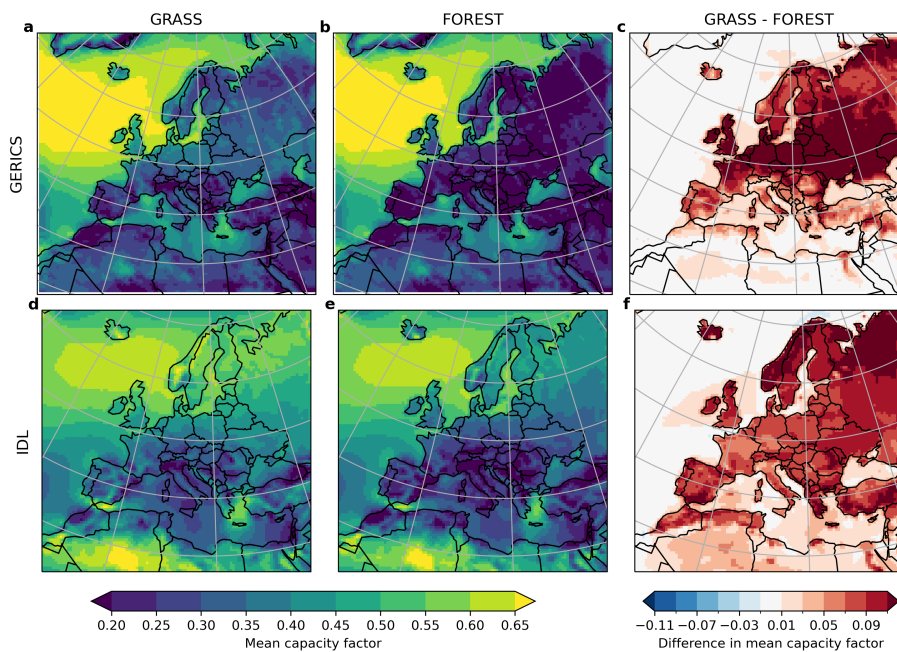 GRASS FOREST GRASS - FOREST
a b c
GERICS
d e f
IDL
0.20 0.25 0.30 0.35 0.40 0.45 0.50 0.55 0.60 0.65
Mean capacity factor
−0.11 −0.07 −0.03 0.01 0.05 0.09
Difference in mean capacity factor